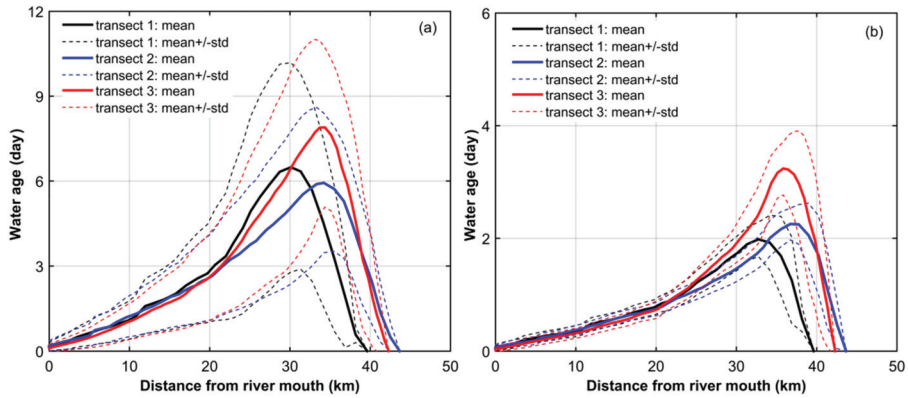 12
9
6
3
0
Water age (day)
transect 1: mean
transect 1: mean+/-std
transect 2: mean
transect 2: mean+/-std
transect 3: mean
transect 3: mean+/-std
(a)
0 10 20 30 40 50
Distance from river mouth (km)
6
4
2
0
Water age (day)
transect 1: mean
transect 1: mean+/-std
transect 2: mean
transect 2: mean+/-std
transect 3: mean
transect 3: mean+/-std
(b)
0 10 20 30 40 50
Distance from river mouth (km)